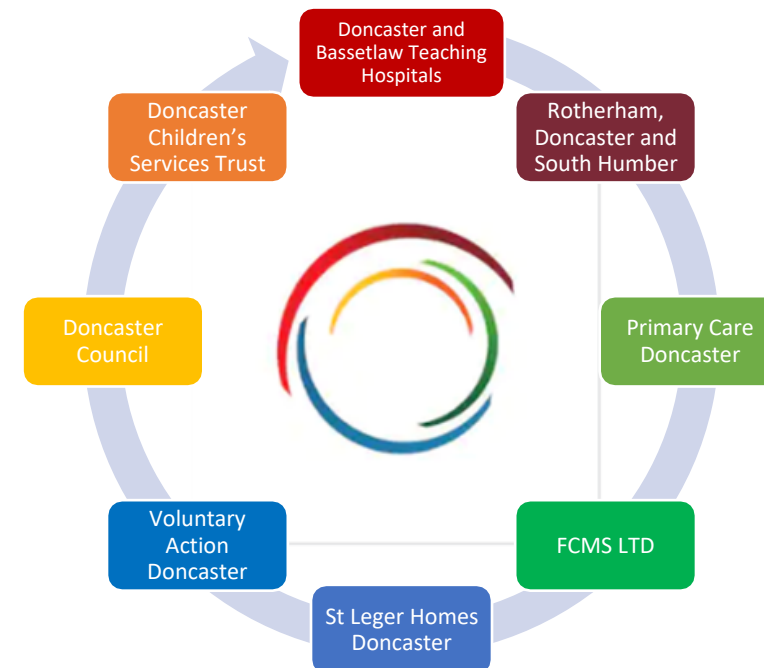 Doncaster and
Bassetlaw Teaching
Hospitals
Rotherham,
Doncaster and
South Humber
Primary Care
Doncaster
FCMS LTD
St Leger Homes
Doncaster
Voluntary
Action
Doncaster
Doncaster
Council
Doncaster
Children’s
Services Trust